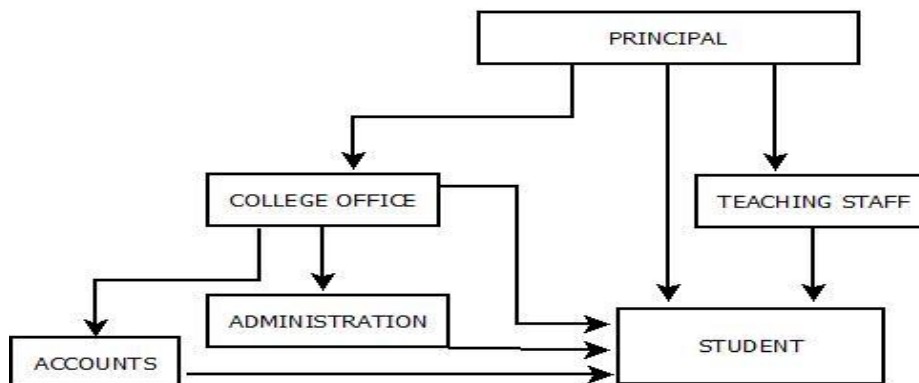 PRINCIPAL
COLLEGE OFFICE
TEACHING STAFF
ADMINISTRATION
STUDENT
ACCOUNTS